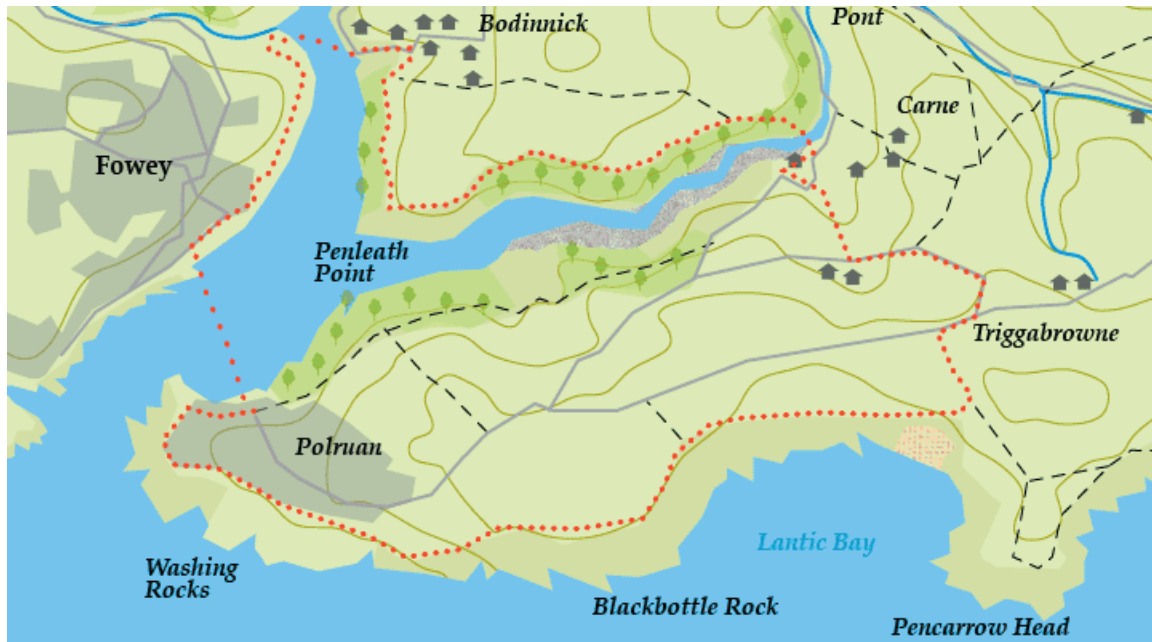 Bodinnick
Pont
Carne
Fowey
Penleath
Point
Triggabrowne
Polruan
Lantic Bay
Washing
Rocks
Blackbottle Rock
Pencarrow Head